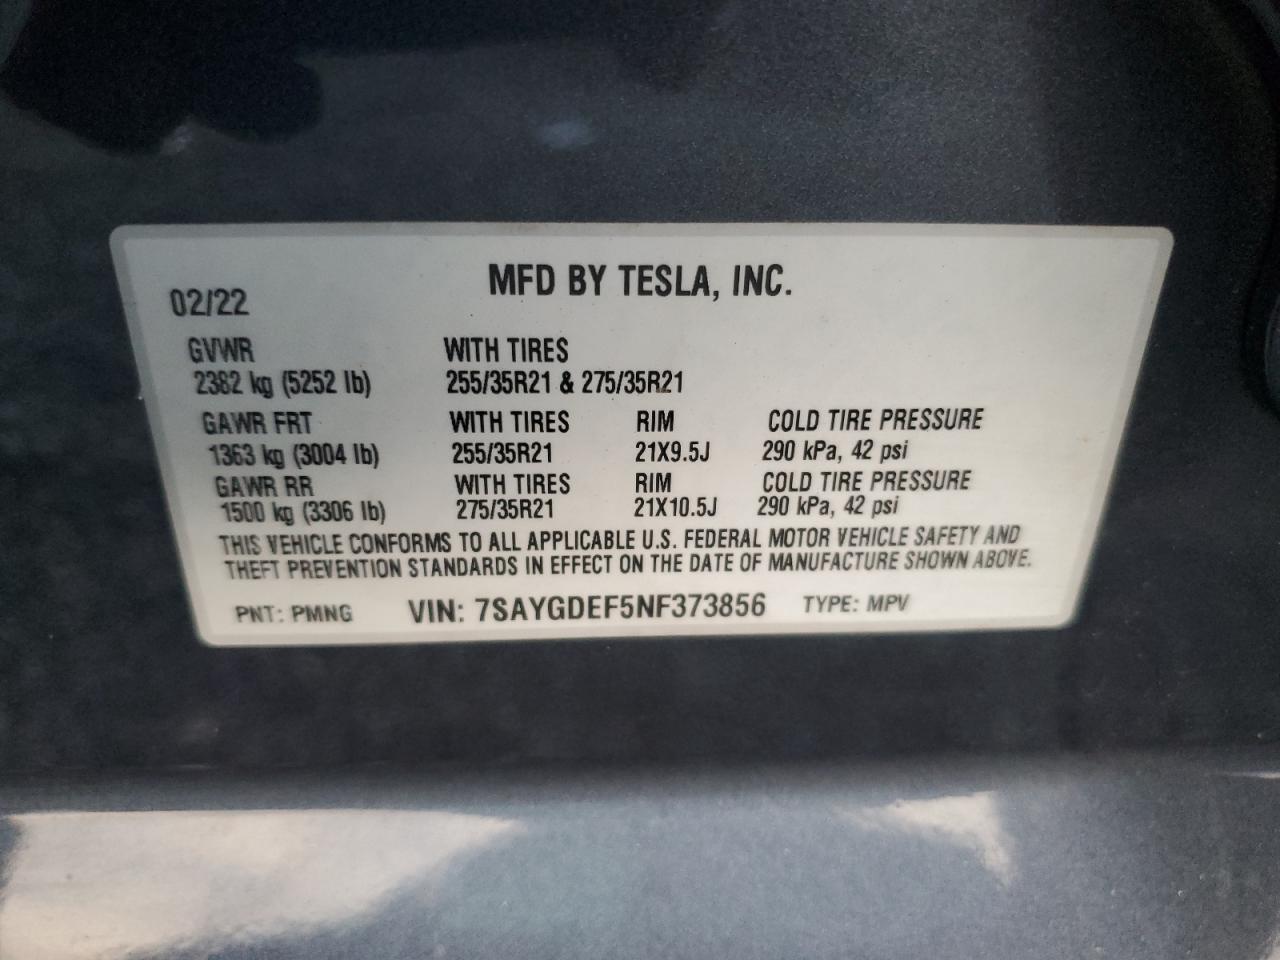 MFD BY TESLA, INC.
02/22
GVWR WITH TIRES
2382 kg (5252 lb) 255/35R21 & 275/35R21
GAWR FRT WITH TIRES RIM COLD TIRE PRESSURE
1363 kg (3004 lb) 255/35R21 21X9.5J 290 kPa, 42 psi
GAWR RR WITH TIRES RIM COLD TIRE PRESSURE
1500 kg (3306 lb) 275/35R21 21X10.5J 290 kPa, 42 psi
THIS VEHICLE CONFORMS TO ALL APPLICABLE U.S. FEDERAL MOTOR VEHICLE SAFETY AND
THEFT PREVENTION STANDARDS IN EFFECT ON THE DATE OF MANUFACTURE SHOWN ABOVE.
PNT: PMNG VIN: 7SAYGDEF5NF373856 TYPE: MPV